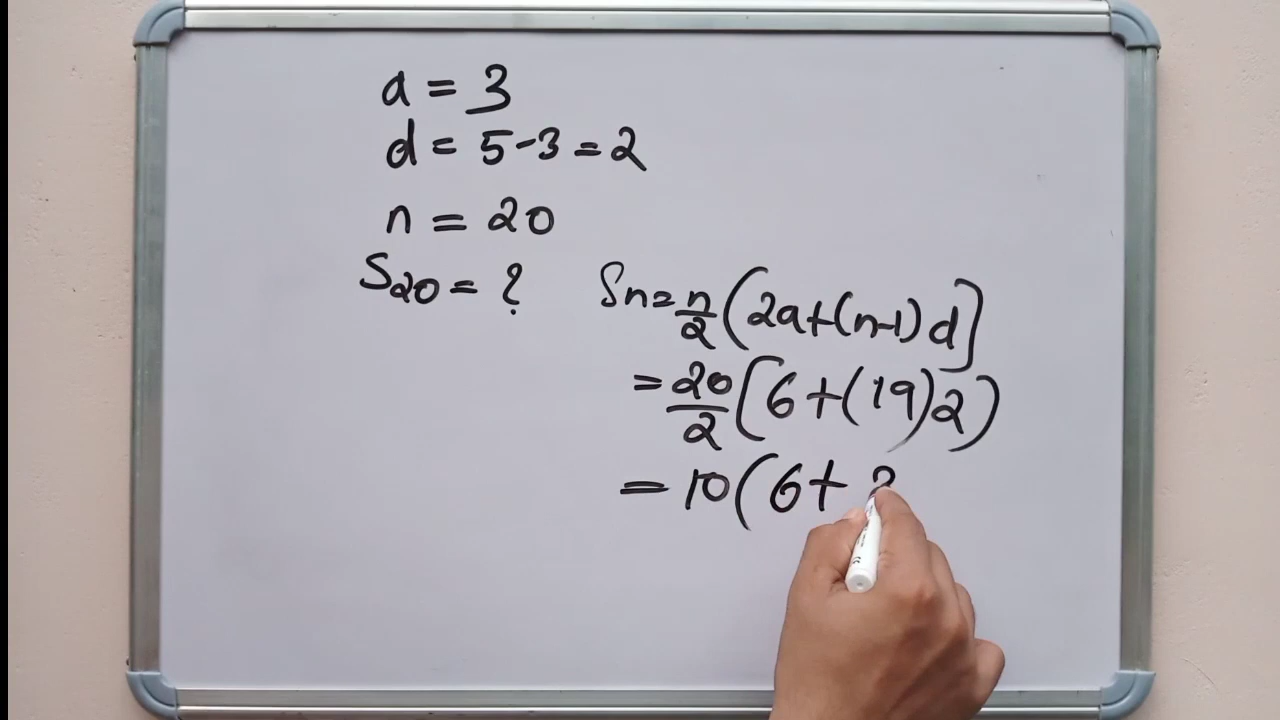 a = 3
d = 5-3 = 2
n = 20
S20 = ?
Sn = n/2 (2a+(n-1)d]
= 20/2 [6+(19)2)
= 10(6+